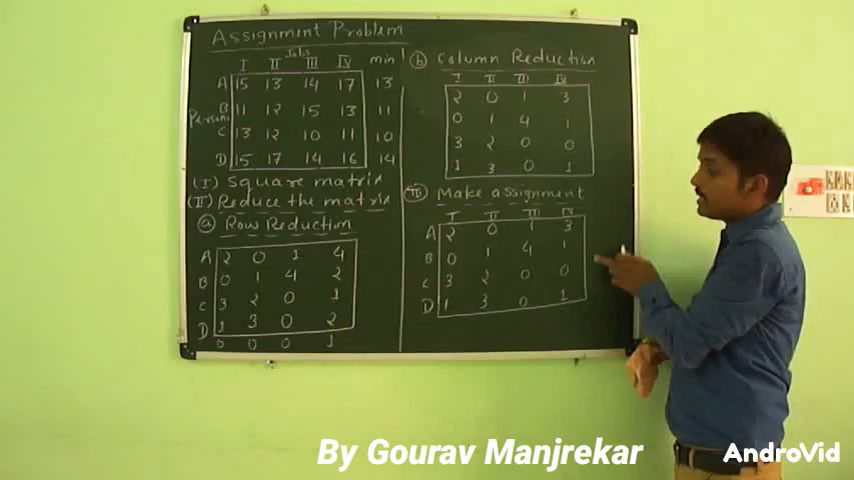 Assignment Problem
Jobs
I II III IV min
A 15 13 14 17 13
B 11 12 15 13 11
Persons
C 13 12 10 11 10
D 15 17 14 16 14
(I) Square matrix
(II) Reduce the matrix
(a) Row Reduction
A 2 0 1 4
B 0 1 4 2
C 3 2 0 1
D 1 3 0 2
0 0 0 1
(b) Column Reduction
I II III IV
2 0 1 3
0 1 4 1
3 2 0 0
1 3 0 1
(III) Make assignment
I II III IV
A 2 0 1 3
B 0 1 4 1
C 3 2 0 0
D 1 3 0 1
By Gourav Manjrekar
AndroVid